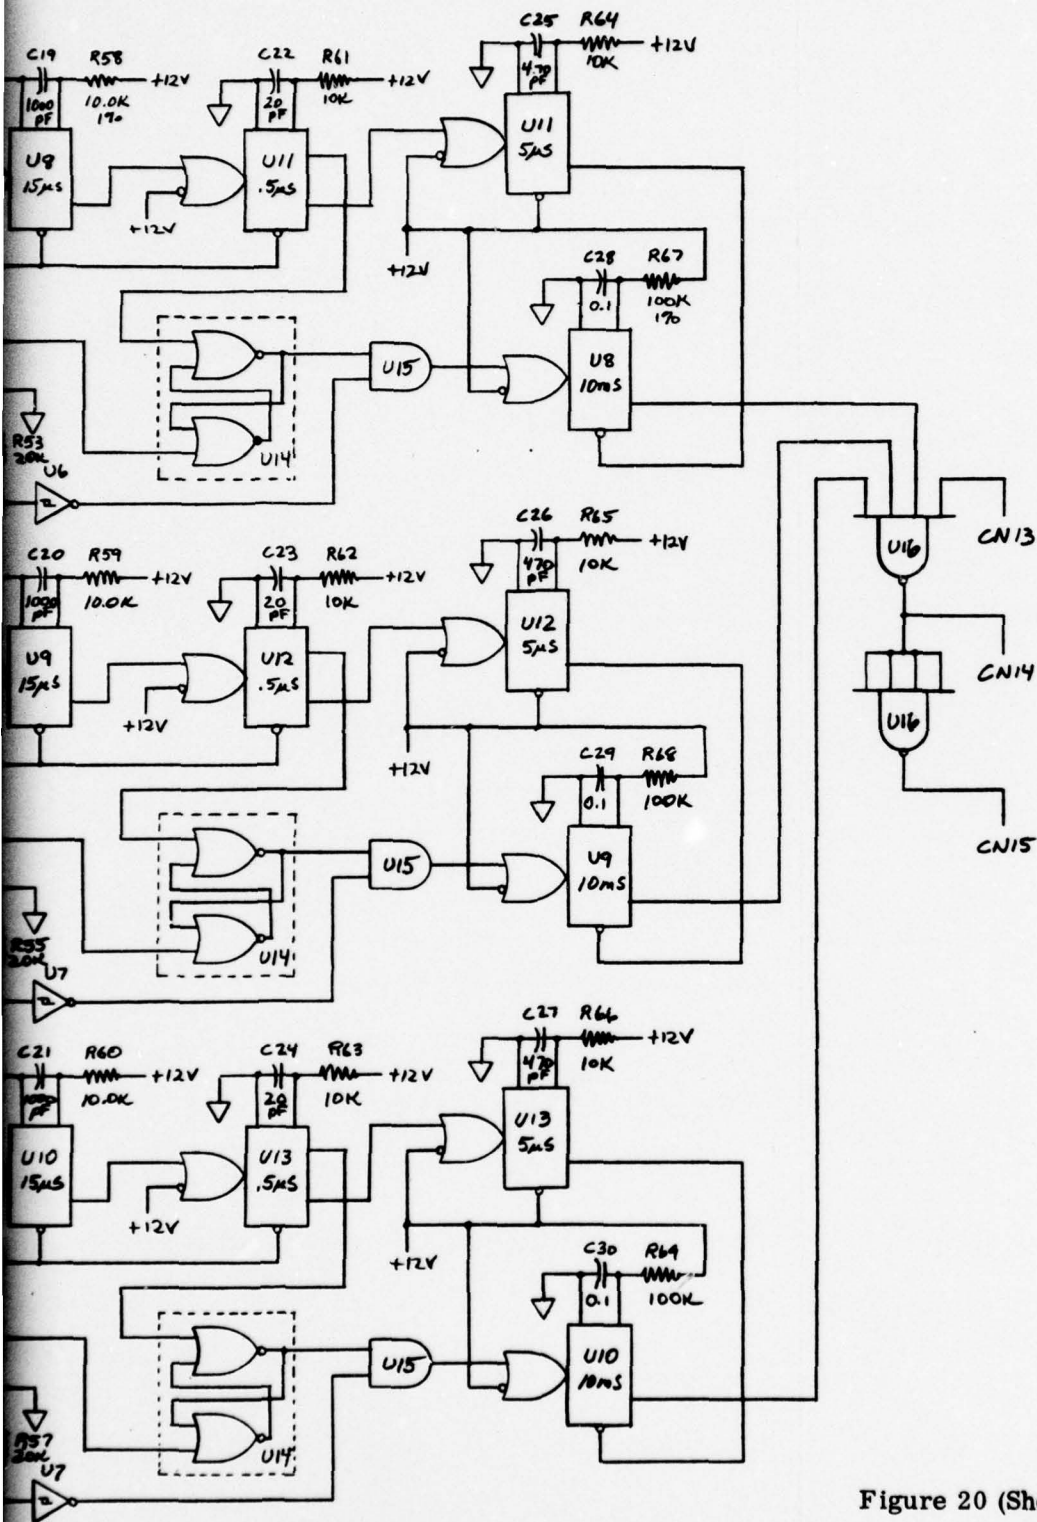 C25 R64
+12V
4.70 pF 10K
C19 R58
+12V
1000 pF 10.0K 1%
C22 R61
+12V
20 pF 10K
U8
15µs
U11
.5µs
U11
5µs
+12V
+12V
C28 R67
0.1 100K 1%
U15
U8
10ms
R53
20K
U14
U6
C26 R65
+12V
470 pF 10K
U16
CN13
C20 R59
+12V
1000 pF 10.0K
C23 R62
+12V
20 pF 10K
U9
15µs
U12
.5µs
U12
5µs
CN14
U16
+12V
+12V
C29 R68
0.1 100K
CN15
U15
U9
10ms
R55
20K
U14
U7
C27 R66
+12V
470 pF 10K
C21 R60
+12V
1000 pF 10.0K
C24 R63
+12V
20 pF 10K
U10
15µs
U13
.5µs
U13
5µs
+12V
+12V
C30 R69
0.1 100K
U15
U10
10ms
R57
20K
U14
U7
Figure 20 (Sh